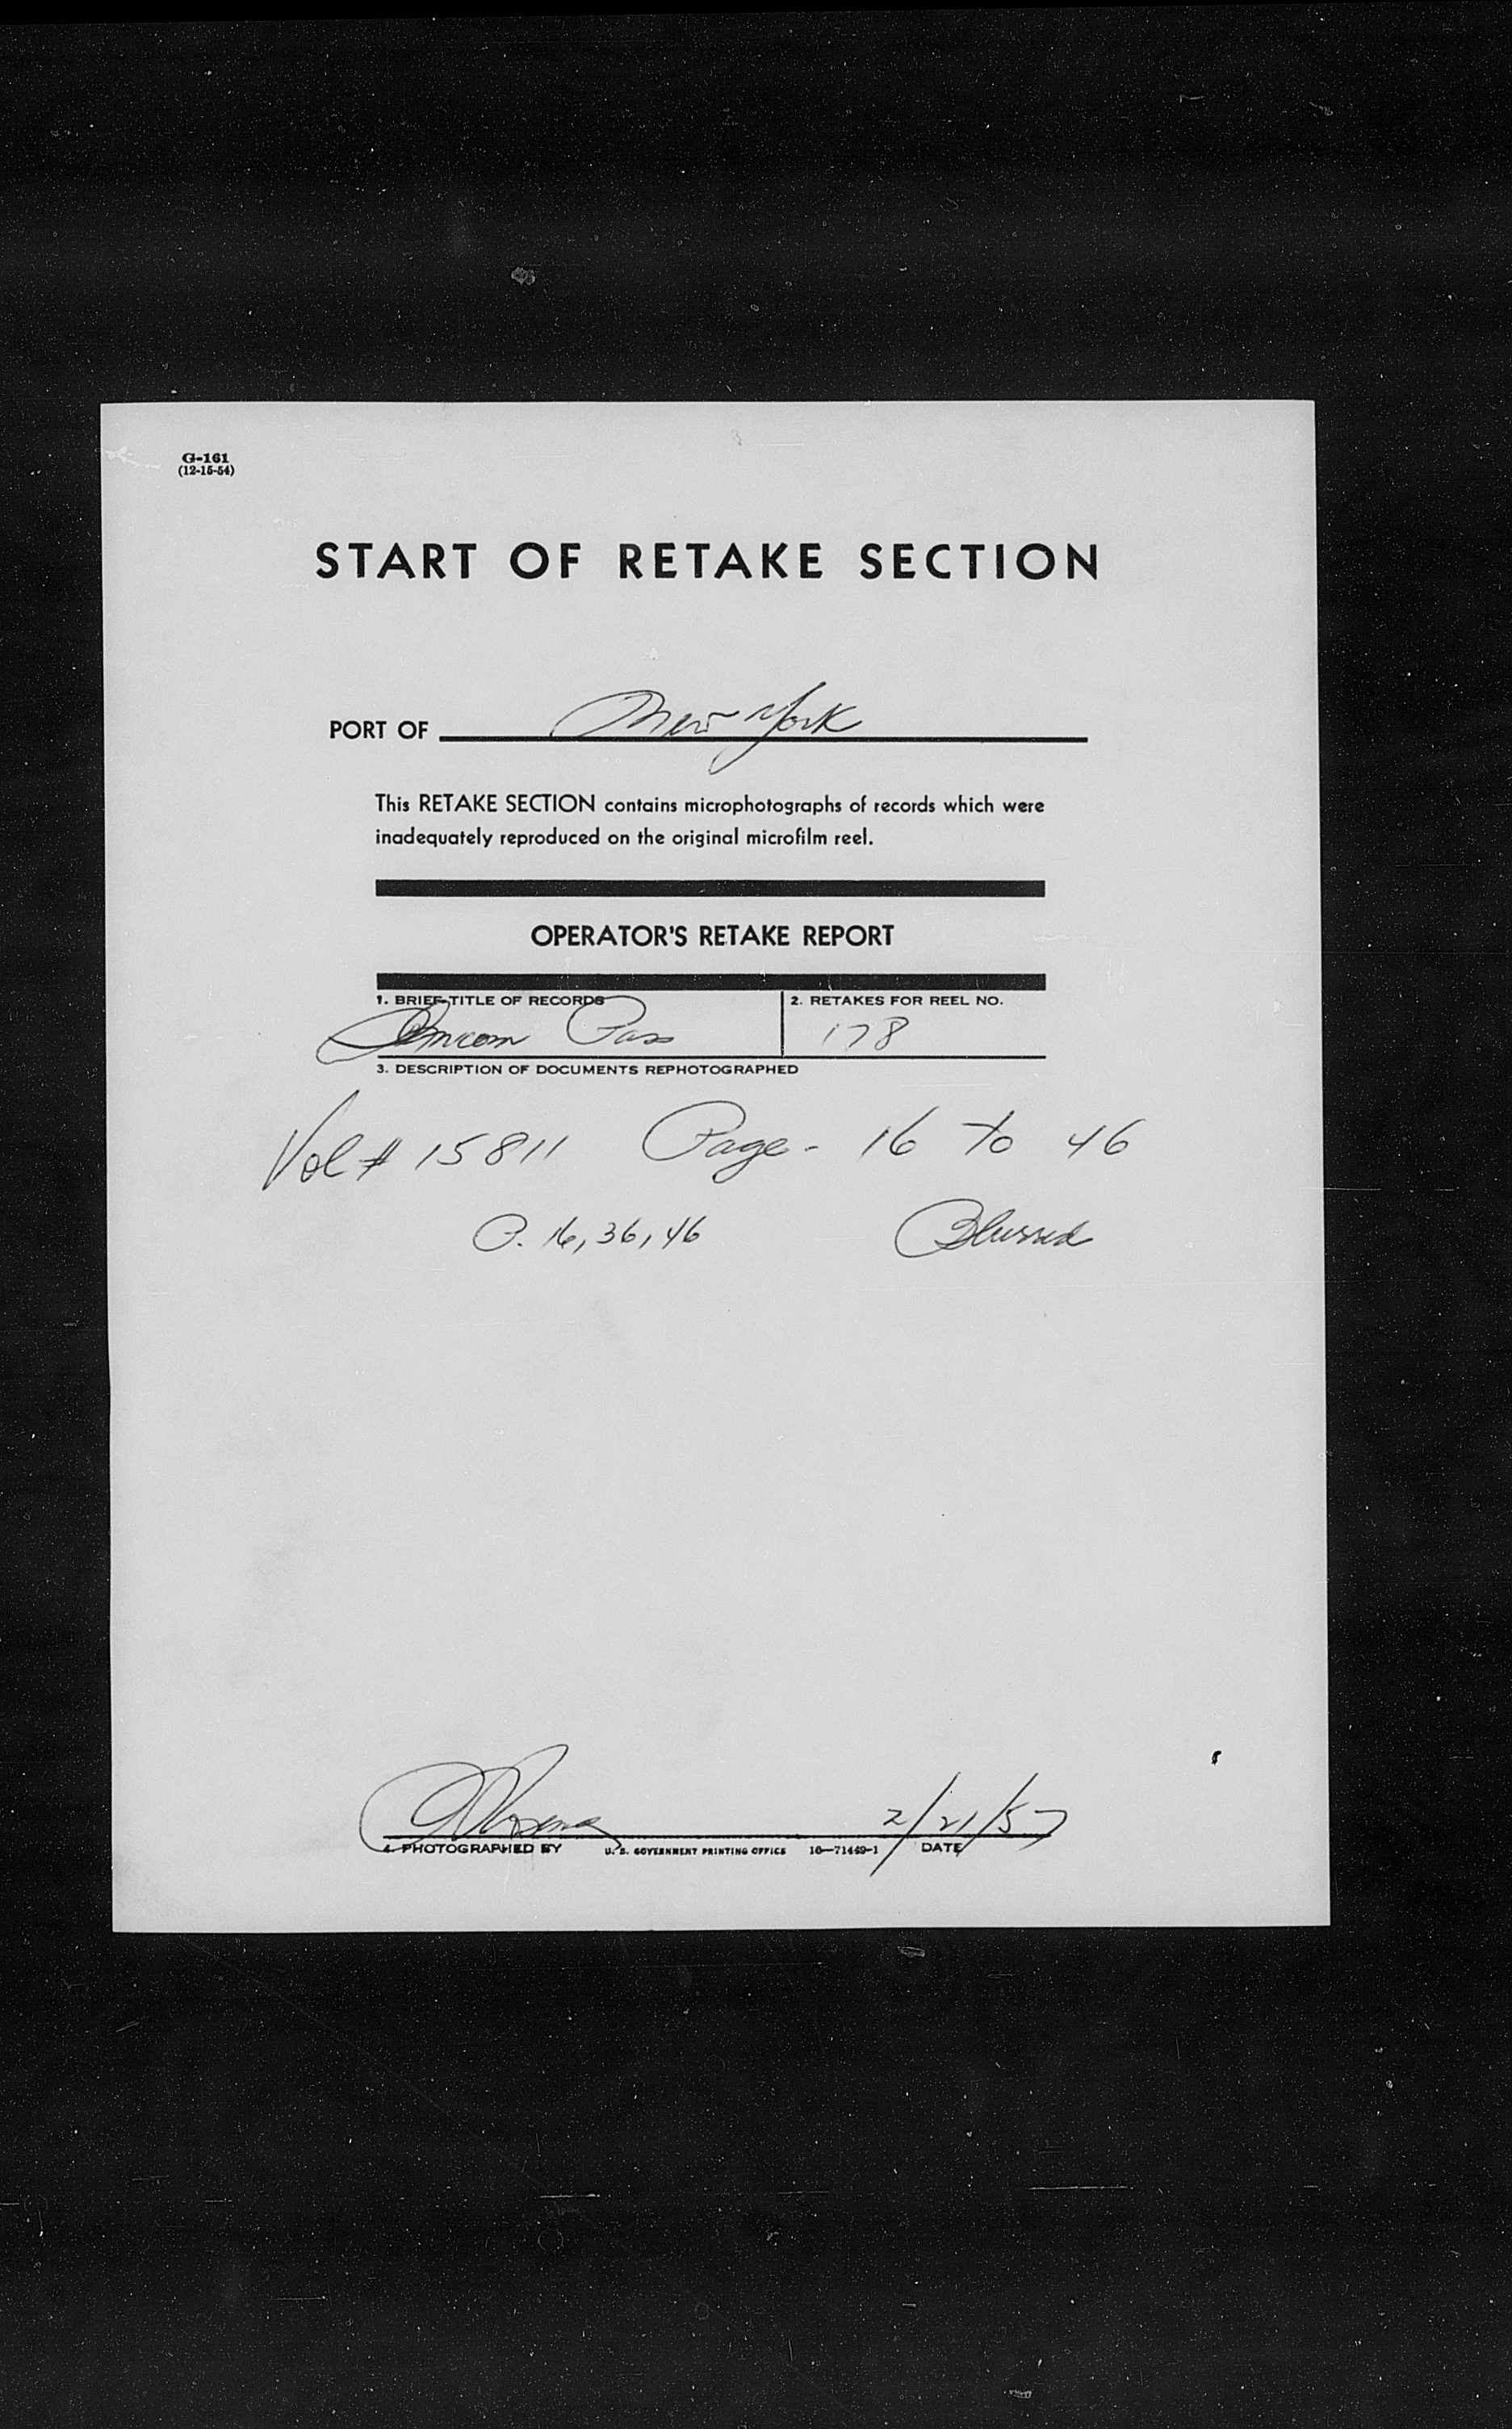 G-161
(12-15-54)
START OF RETAKE SECTION
PORT OF New York
This RETAKE SECTION contains microphotographs of records which were
inadequately reproduced on the original microfilm reel.
OPERATOR'S RETAKE REPORT
1. BRIEF TITLE OF RECORDS 2. RETAKES FOR REEL NO.
Pass 178
3. DESCRIPTION OF DOCUMENTS REPHOTOGRAPHED
Vol # 15811 Page - 16 to 46
P. 16, 36, 46 Blurred
2/21/57
4. PHOTOGRAPHED BY U. S. GOVERNMENT PRINTING OFFICE 16—71449-1 DATE